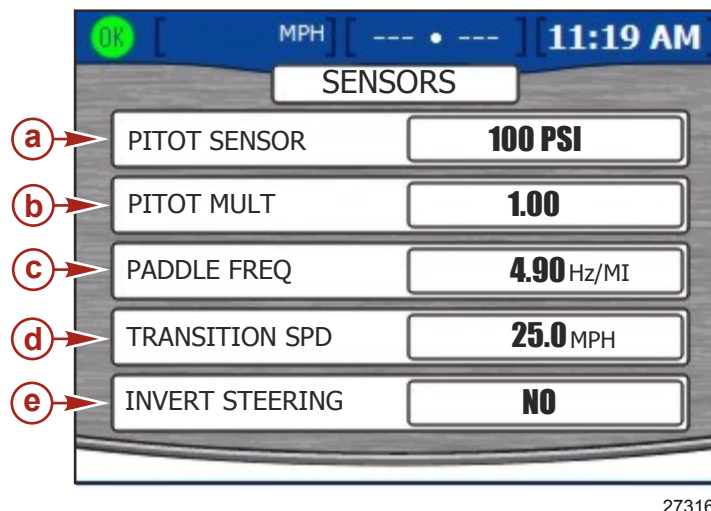 OK [ MPH ] [ --- • --- ] [ 11:19 AM ]
SENSORS
a PITOT SENSOR 100 PSI
b PITOT MULT 1.00
c PADDLE FREQ 4.90 Hz/MI
d TRANSITION SPD 25.0 MPH
e INVERT STEERING NO
27316